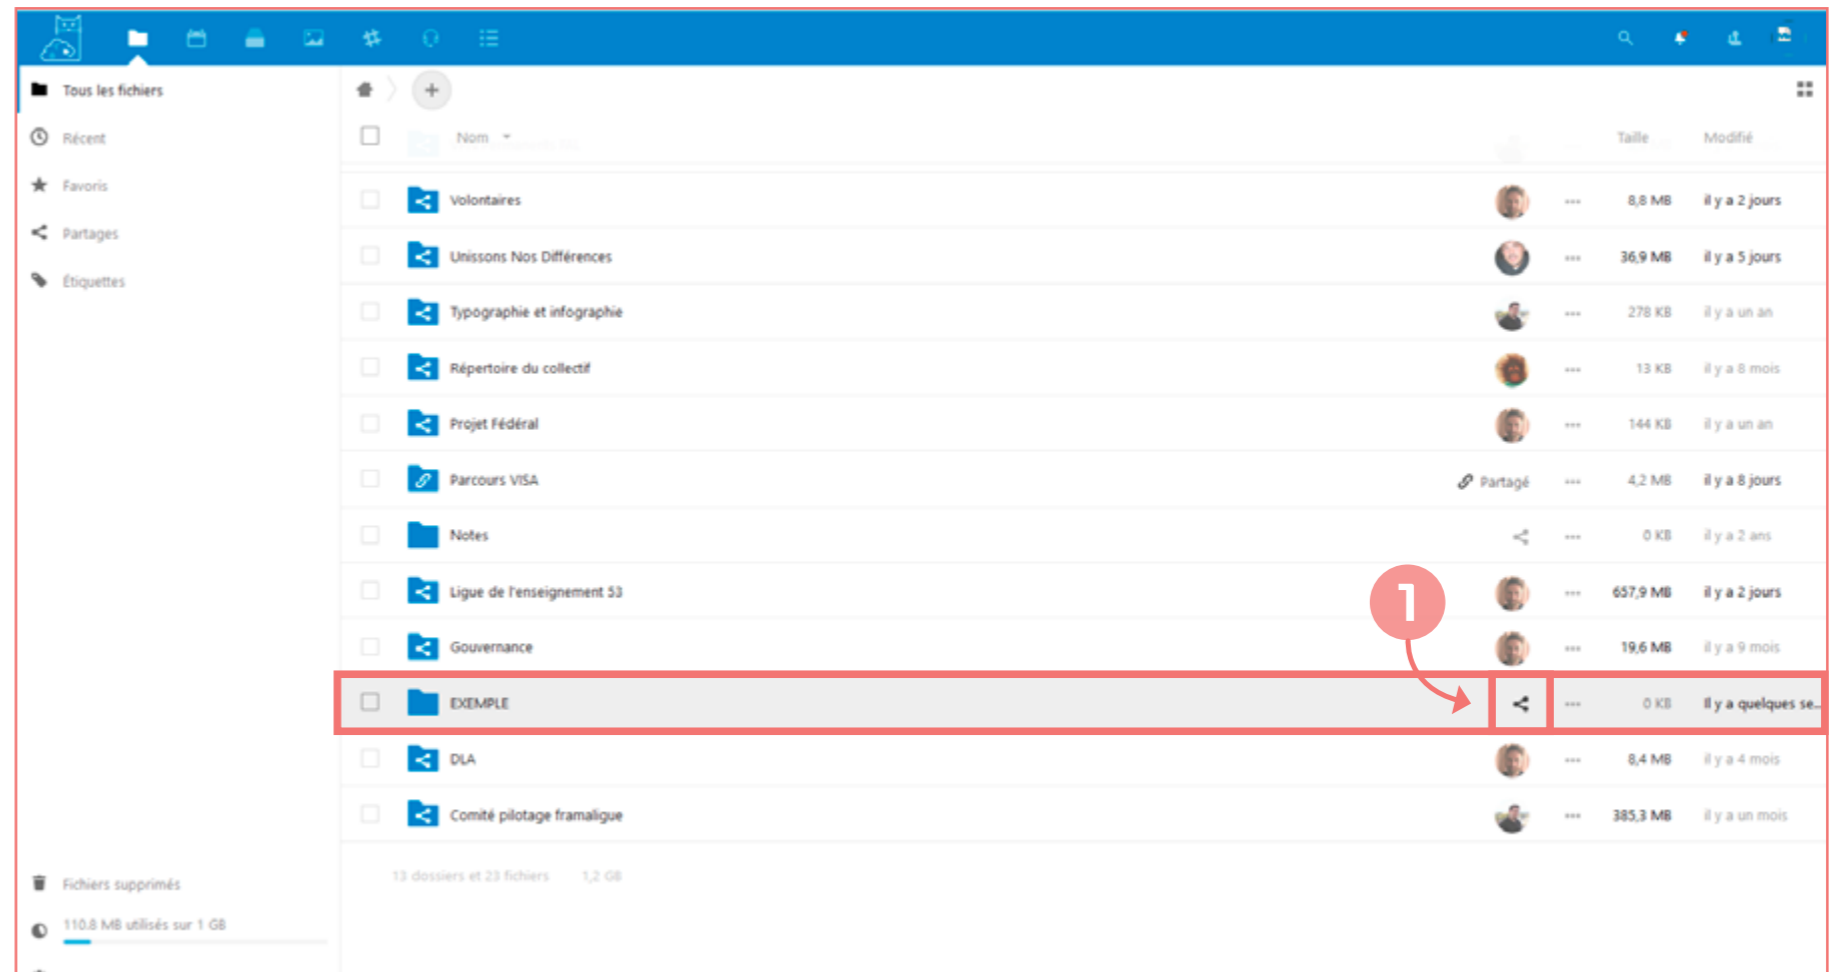 Tous les fichiers
Récent
Favoris
Partages
Étiquettes
Nom Taille Modifié
Volontaires 8,8 MB il y a 2 jours
Unissons Nos Différences 36,9 MB il y a 5 jours
Typographie et infographie 278 KB il y a un an
Répertoire du collectif 13 KB il y a 8 mois
Projet Fédéral 144 KB il y a un an
Parcours VISA Partagé 4,2 MB il y a 8 jours
Notes 0 KB il y a 2 ans
Ligue de l'enseignement 53 657,9 MB il y a 2 jours
1
Gouvernance 19,6 MB il y a 9 mois
EXEMPLE 0 KB Il y a quelques se...
DLA 8,4 MB il y a 4 mois
Comité pilotage framaligue 385,3 MB il y a un mois
13 dossiers et 23 fichiers 1,2 GB
Fichiers supprimés
110.8 MB utilisés sur 1 GB